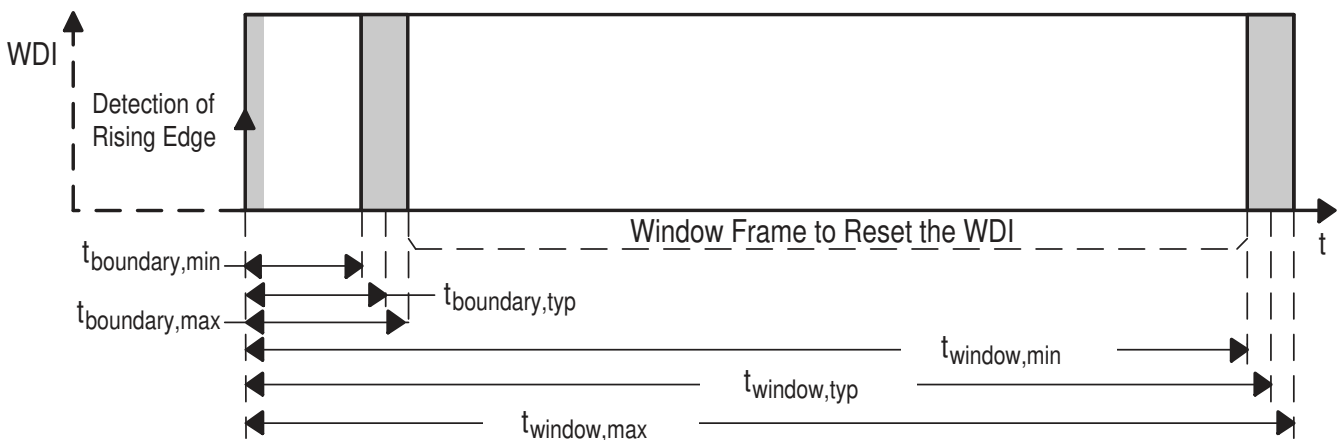 WDI
Detection of
Rising Edge
Window Frame to Reset the WDI
t
tboundary,min
tboundary,typ
tboundary,max
twindow,min
twindow,typ
twindow,max